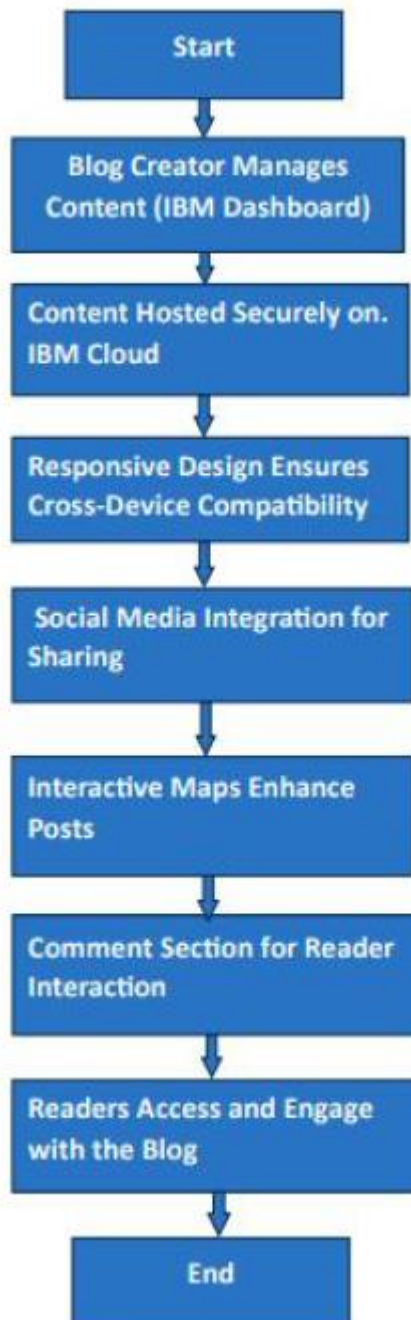 Start
Blog Creator Manages
Content (IBM Dashboard)
Content Hosted Securely on.
IBM Cloud
Responsive Design Ensures
Cross-Device Compatibility
Social Media Integration for
Sharing
Interactive Maps Enhance
Posts
Comment Section for Reader
Interaction
Readers Access and Engage
with the Blog
End